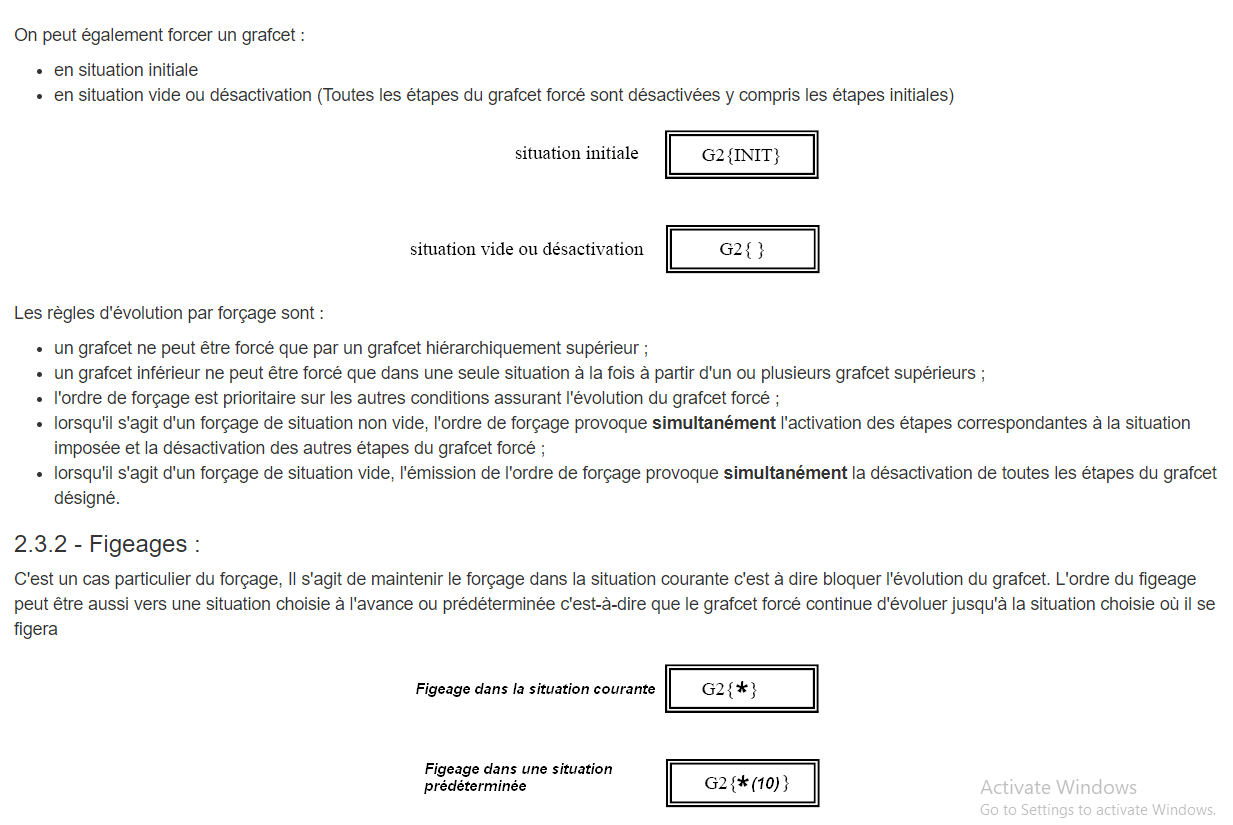 On peut également forcer un grafcet :
• en situation initiale
• en situation vide ou désactivation (Toutes les étapes du grafcet forcé sont désactivées y compris les étapes initiales)
situation initiale G2{INIT}
situation vide ou désactivation G2{ }
Les règles d'évolution par forçage sont :
• un grafcet ne peut être forcé que par un grafcet hiérarchiquement supérieur ;
• un grafcet inférieur ne peut être forcé que dans une seule situation à la fois à partir d'un ou plusieurs grafcet supérieurs ;
• l'ordre de forçage est prioritaire sur les autres conditions assurant l'évolution du grafcet forcé ;
• lorsqu'il s'agit d'un forçage de situation non vide, l'ordre de forçage provoque simultanément l'activation des étapes correspondantes à la situation
imposée et la désactivation des autres étapes du grafcet forcé ;
• lorsqu'il s'agit d'un forçage de situation vide, l'émission de l'ordre de forçage provoque simultanément la désactivation de toutes les étapes du grafcet
désigné.
2.3.2 - Figeages :
C'est un cas particulier du forçage, Il s'agit de maintenir le forçage dans la situation courante c'est à dire bloquer l'évolution du grafcet. L'ordre du figeage
peut être aussi vers une situation choisie à l'avance ou prédéterminée c'est-à-dire que le grafcet forcé continue d'évoluer jusqu'à la situation choisie où il se
figera
Figeage dans la situation courante G2{*}
Figeage dans une situation
prédéterminée G2{*(10)}
Activate Windows
Go to Settings to activate Windows.